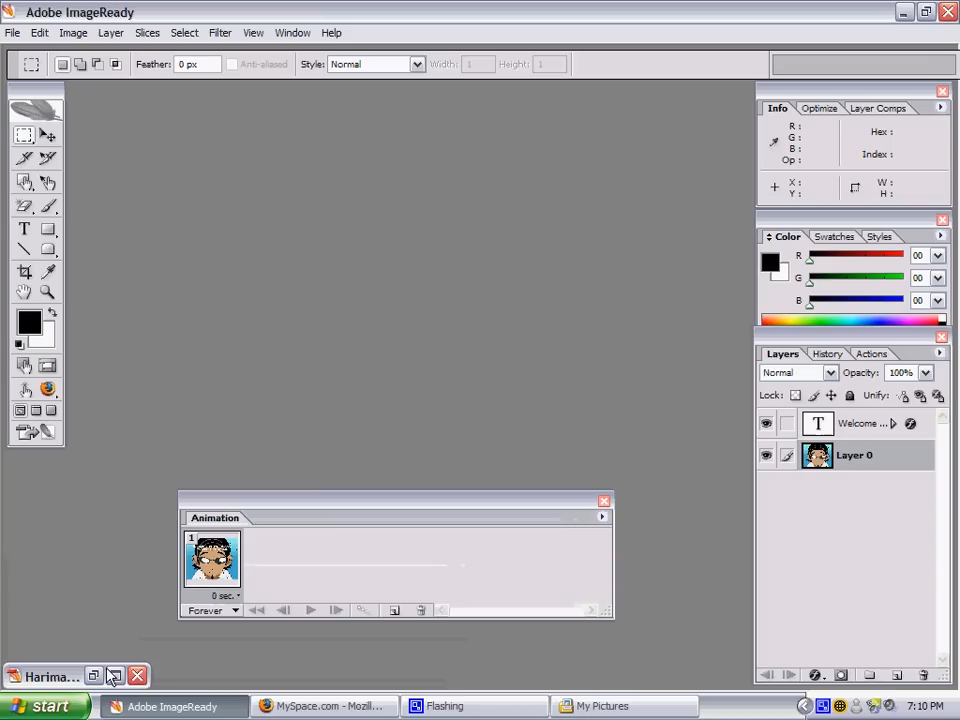 Adobe ImageReady
File Edit Image Layer Slices Select Filter View Window Help
Feather: 0 px Anti-aliased Style: Normal Width: 1 Height: 1
Info Optimize Layer Comps
R : Hex :
G :
B : Index :
Op :
X : W :
Y : H :
Color Swatches Styles
R 00
G 00
B 00
Layers History Actions
Normal Opacity: 100%
Lock: Unify:
T Welcome ...
Layer 0
Animation
1
0 sec.
Forever
Harima...
start Adobe ImageReady MySpace.com - Mozil... Flashing My Pictures 7:10 PM